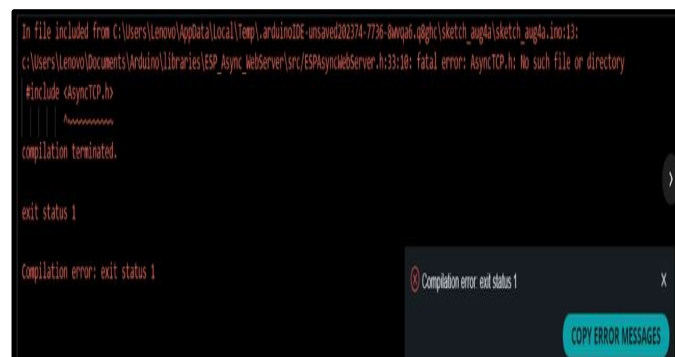 In file included from C:\Users\Lenovo\AppData\Local\Temp\.arduinoIDE-unsaved202374-7736-8wvqa6.q8ghc\sketch_aug4a\sketch_aug4a.ino:13:
c:\Users\Lenovo\Documents\Arduino\libraries\ESP_Async_WebServer\src/ESPAsyncWebServer.h:33:10: fatal error: AsyncTCP.h: No such file or directory
#include <AsyncTCP.h>
^~~~~~~~~~~~
compilation terminated.
exit status 1
Compilation error: exit status 1
Compilation error: exit status 1
COPY ERROR MESSAGES